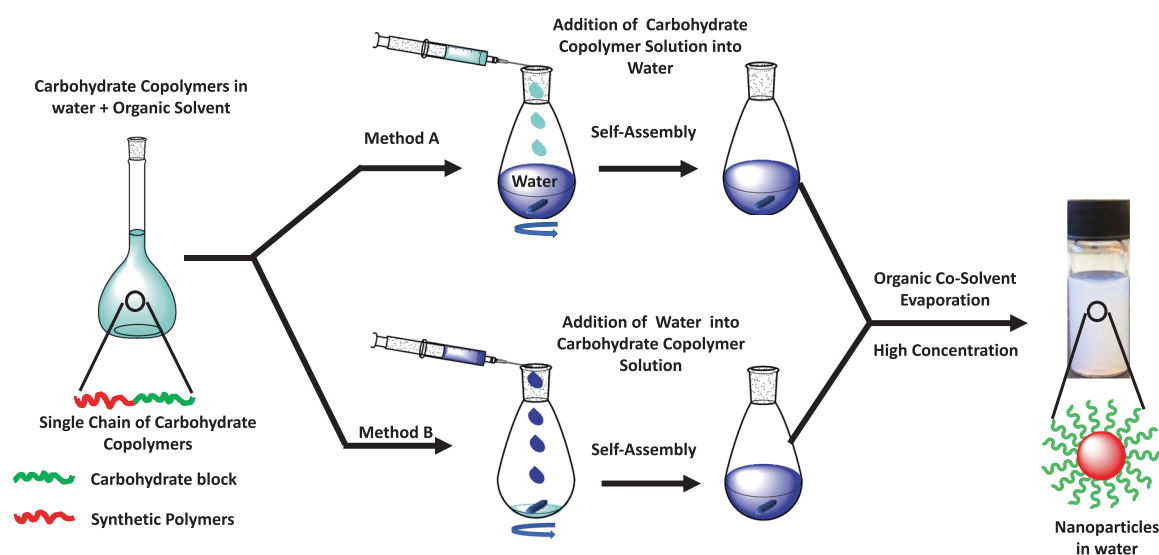 Carbohydrate Copolymers in
water + Organic Solvent
Single Chain of Carbohydrate
Copolymers
Carbohydrate block
Synthetic Polymers
Method A
Addition of Carbohydrate
Copolymer Solution into
Water
Water
Self-Assembly
Method B
Addition of Water into
Carbohydrate Copolymer
Solution
Self-Assembly
Organic Co-Solvent
Evaporation
High Concentration
Nanoparticles
in water